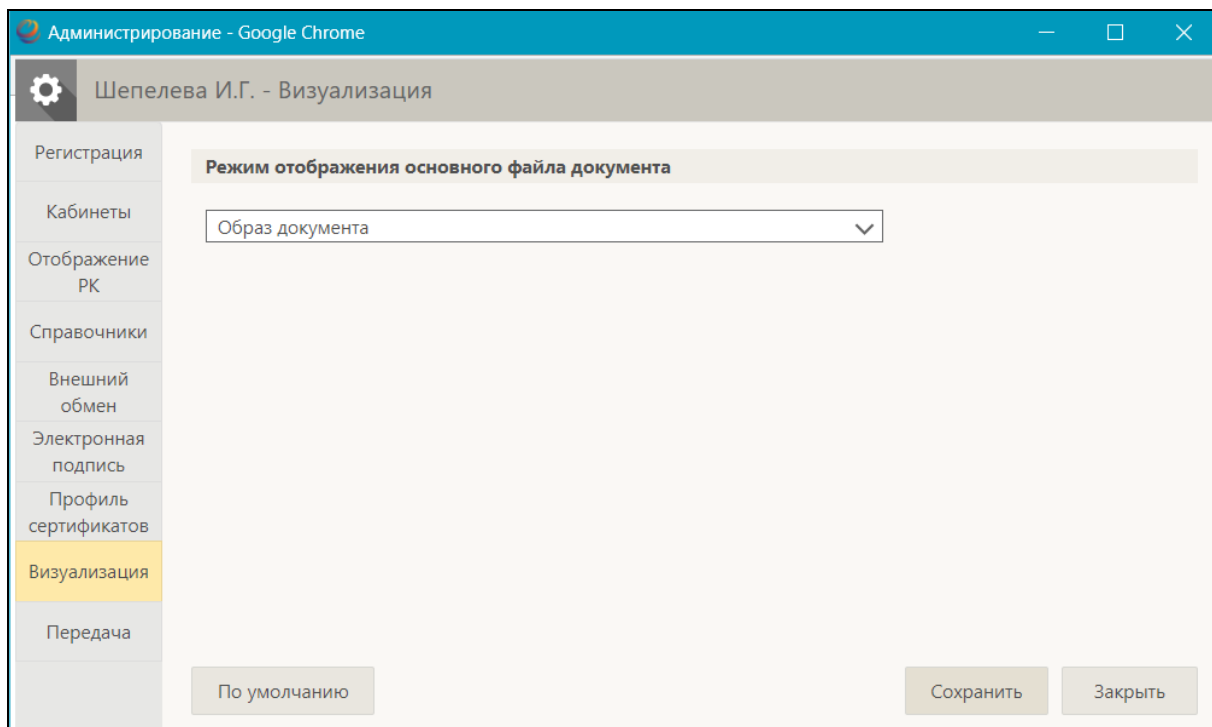 Администрирование - Google Chrome
Шепелева И.Г. - Визуализация
Регистрация
Кабинеты
Отображение
РК
Справочники
Внешний
обмен
Электронная
подпись
Профиль
сертификатов
Визуализация
Передача
Режим отображения основного файла документа
Образ документа
По умолчанию
Сохранить
Закрыть